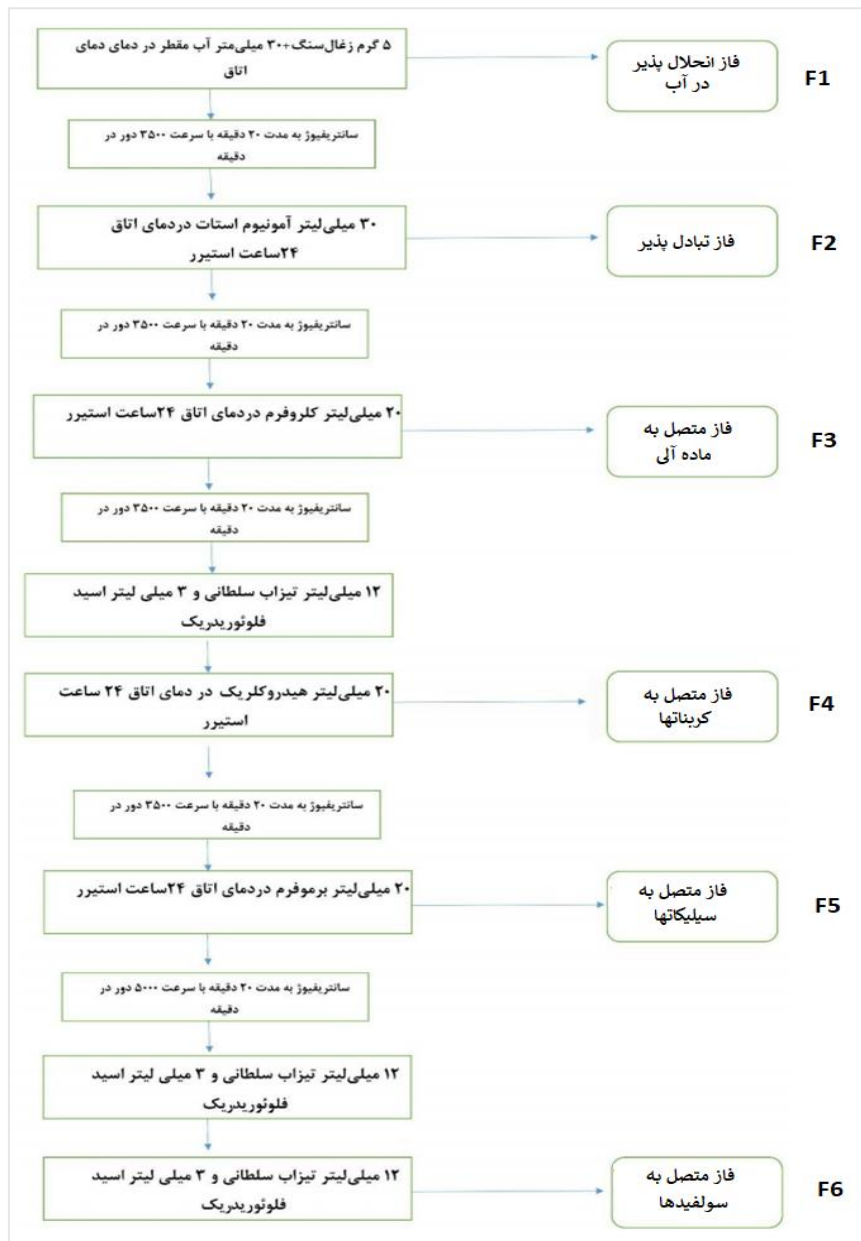 ۵ گرم زغال‌سنگ+۳۰ میلی‌متر آب مقطر در دمای دمای
اتاق
فاز انحلال پذیر
در آب
F1
سانتریفیوژ به مدت ۲۰ دقیقه با سرعت ۳۵۰۰ دور در
دقیقه
۳۰ میلی‌لیتر آمونیوم استات دردمای اتاق
۲۴ساعت استیرر
فاز تبادل پذیر
F2
سانتریفیوژ به مدت ۲۰ دقیقه با سرعت ۳۵۰۰ دور در
دقیقه
۲۰ میلی‌لیتر کلروفرم دردمای اتاق ۲۴ساعت استیرر
فاز متصل به
ماده آلی
F3
سانتریفیوژ به مدت ۲۰ دقیقه با سرعت ۳۵۰۰ دور در
دقیقه
۱۲ میلی‌لیتر تیزاب سلطانی و ۳ میلی لیتر اسید
فلوئوریدریک
۲۰ میلی‌لیتر هیدروکلریک در دمای اتاق ۲۴ ساعت
استیرر
فاز متصل به
کربناتها
F4
سانتریفیوژ به مدت ۲۰ دقیقه با سرعت ۳۵۰۰ دور در
دقیقه
۲۰ میلی‌لیتر برموفرم دردمای اتاق ۲۴ساعت استیرر
فاز متصل به
سیلیکاتها
F5
سانتریفیوژ به مدت ۲۰ دقیقه با سرعت ۵۰۰۰ دور در
دقیقه
۱۲ میلی‌لیتر تیزاب سلطانی و ۳ میلی لیتر اسید
فلوئوریدریک
۱۲ میلی‌لیتر تیزاب سلطانی و ۳ میلی لیتر اسید
فلوئوریدریک
فاز متصل به
سولفیدها
F6